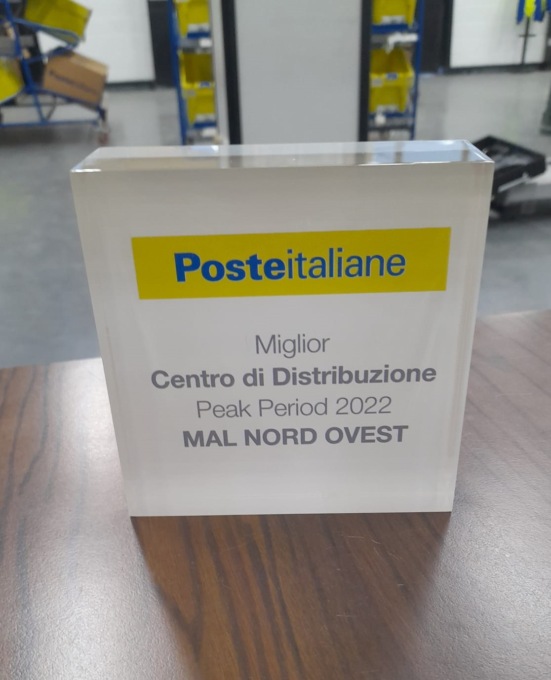 Posteitaliane
Miglior
Centro di Distribuzione
Peak Period 2022
MAL NORD OVEST